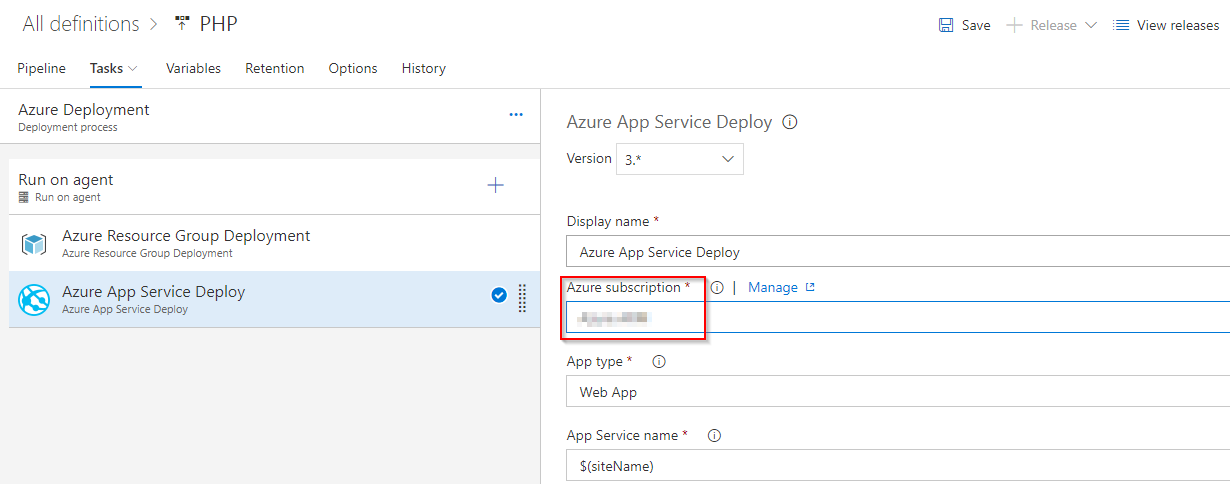 All definitions > PHP
Save
Release
View releases
Pipeline
Tasks
Variables
Retention
Options
History
Azure Deployment
Deployment process
...
Run on agent
Run on agent
Azure Resource Group Deployment
Azure Resource Group Deployment
Azure App Service Deploy
Azure App Service Deploy
Azure App Service Deploy
Version 3.*
Display name *
Azure App Service Deploy
Azure subscription * | Manage
App type *
Web App
App Service name *
$(siteName)